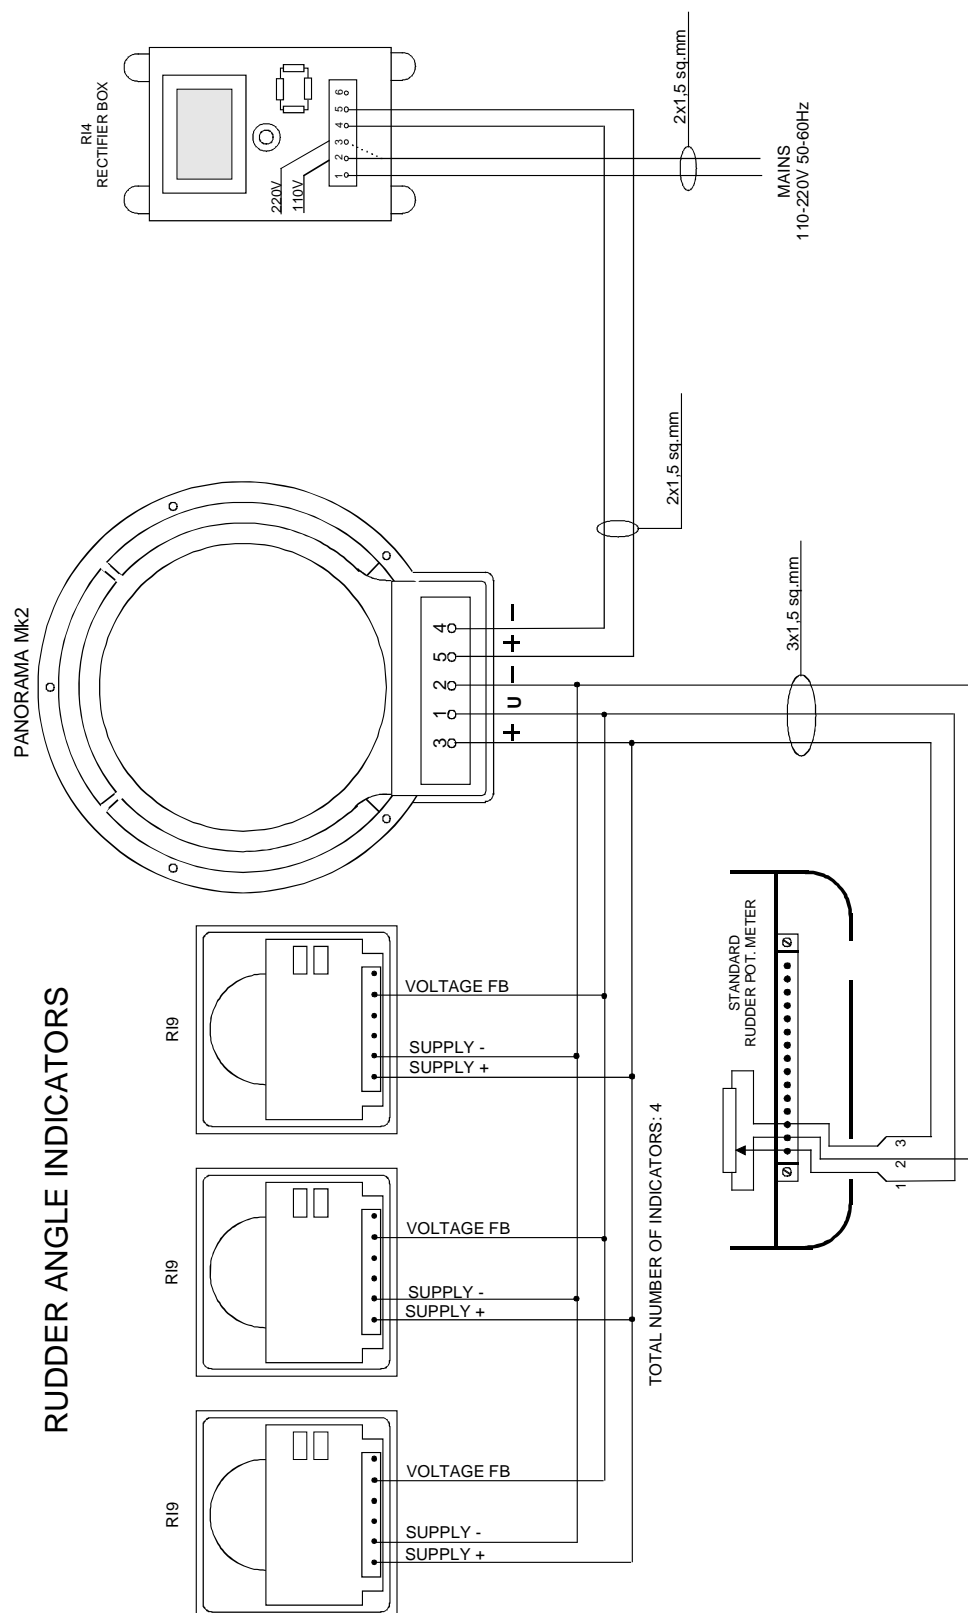 RUDDER ANGLE INDICATORS
RI9
VOLTAGE FB
SUPPLY -
SUPPLY +
RI9
VOLTAGE FB
SUPPLY -
SUPPLY +
RI9
VOLTAGE FB
SUPPLY -
SUPPLY +
TOTAL NUMBER OF INDICATORS: 4
PANORAMA Mk2
3 1 2 5 4
+ U - + -
RI4
RECTIFIER BOX
220V
110V
1 2 3 4 5 6
2x1,5 sq.mm
MAINS
110-220V 50-60Hz
2x1,5 sq.mm
3x1,5 sq.mm
STANDARD
RUDDER POT. METER
1 2 3